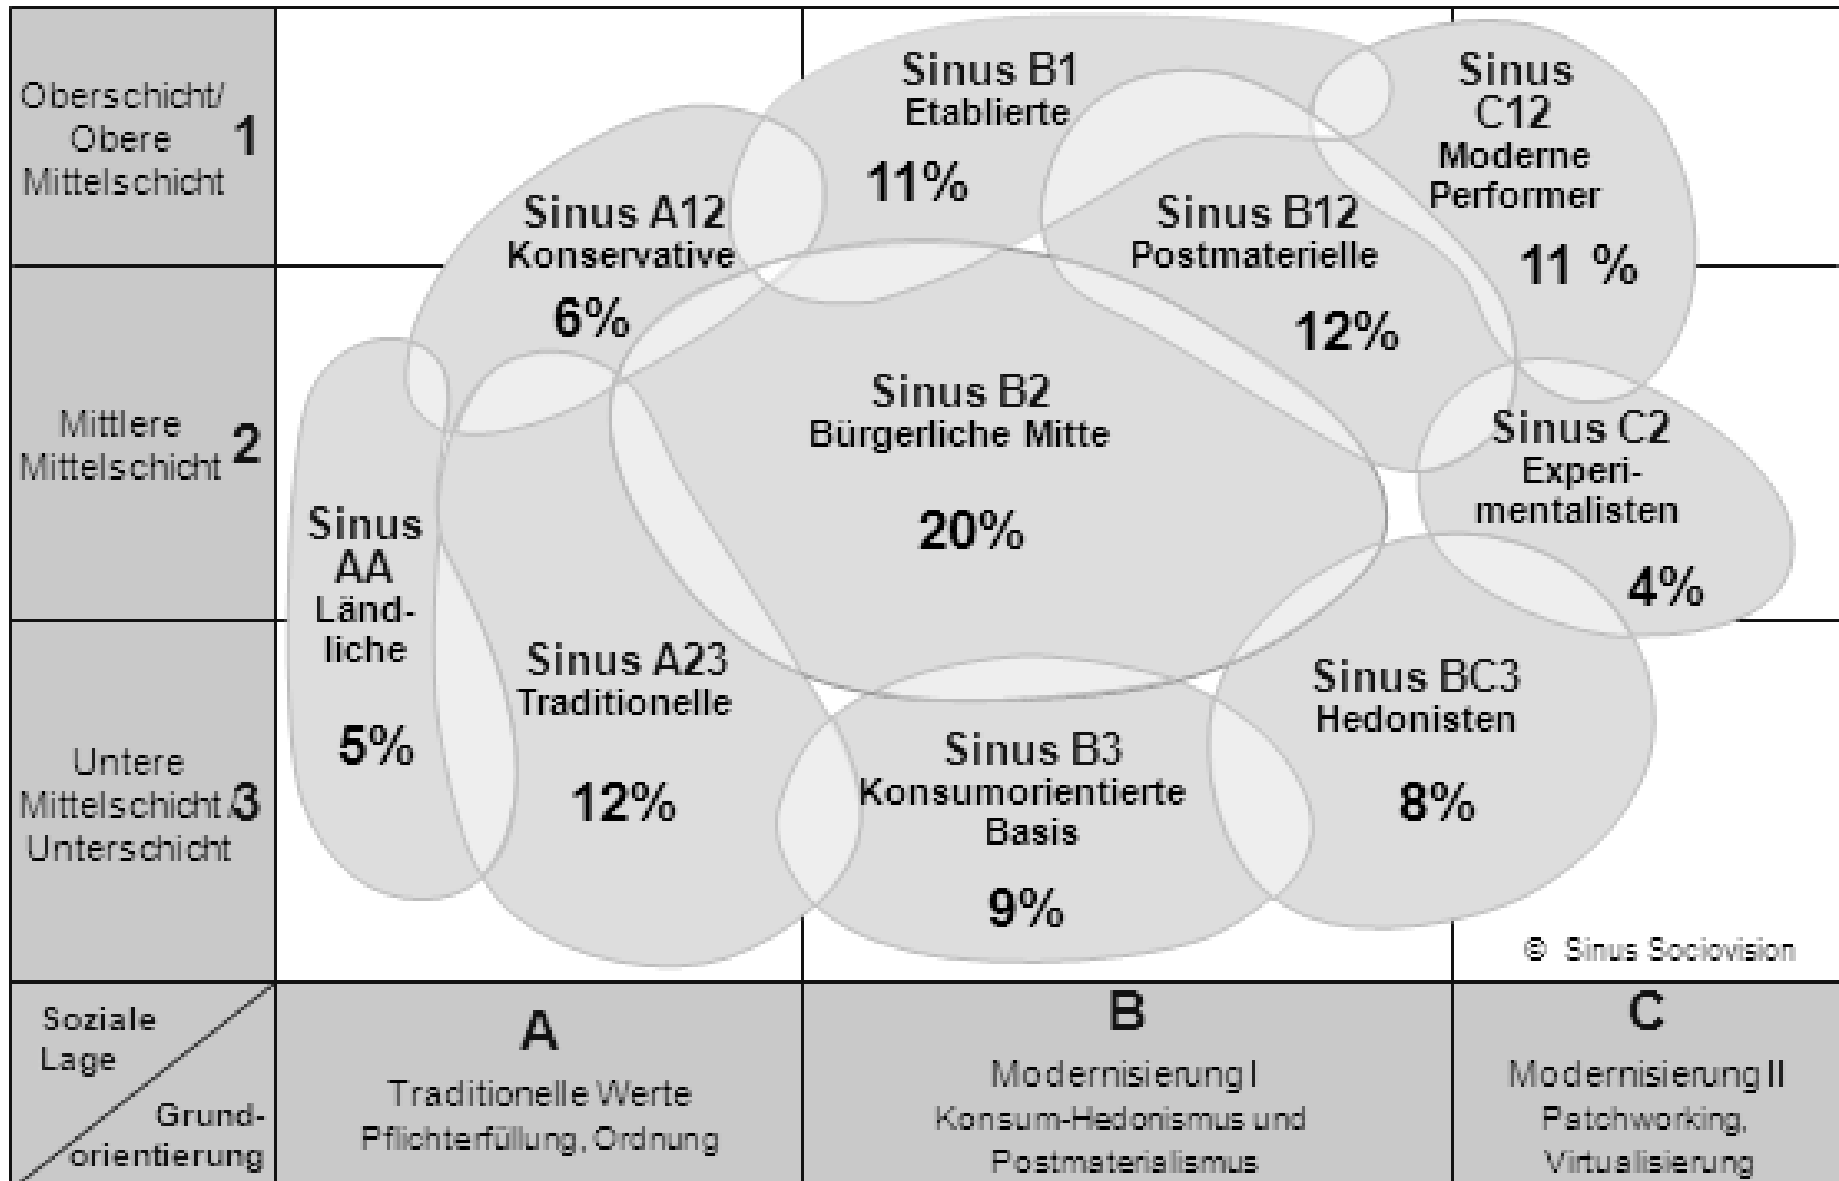 Oberschicht/
Obere 1
Mittelschicht
Mittlere
Mittelschicht 2
Untere
Mittelschicht/3
Unterschicht
Sinus B1
Etablierte
11%
Sinus
C12
Moderne
Performer
11 %
Sinus A12
Konservative
6%
Sinus B12
Postmaterielle
12%
Sinus B2
Bürgerliche Mitte
20%
Sinus C2
Experi-
mentalisten
4%
Sinus
AA
Länd-
liche
5%
Sinus A23
Traditionelle
12%
Sinus B3
Konsumorientierte
Basis
9%
Sinus BC3
Hedonisten
8%
© Sinus Sociovision
Soziale
Lage
Grund-
orientierung
A
Traditionelle Werte
Pflichterfüllung, Ordnung
B
Modernisierung I
Konsum-Hedonismus und
Postmaterialismus
C
Modernisierung II
Patchworking,
Virtualisierung